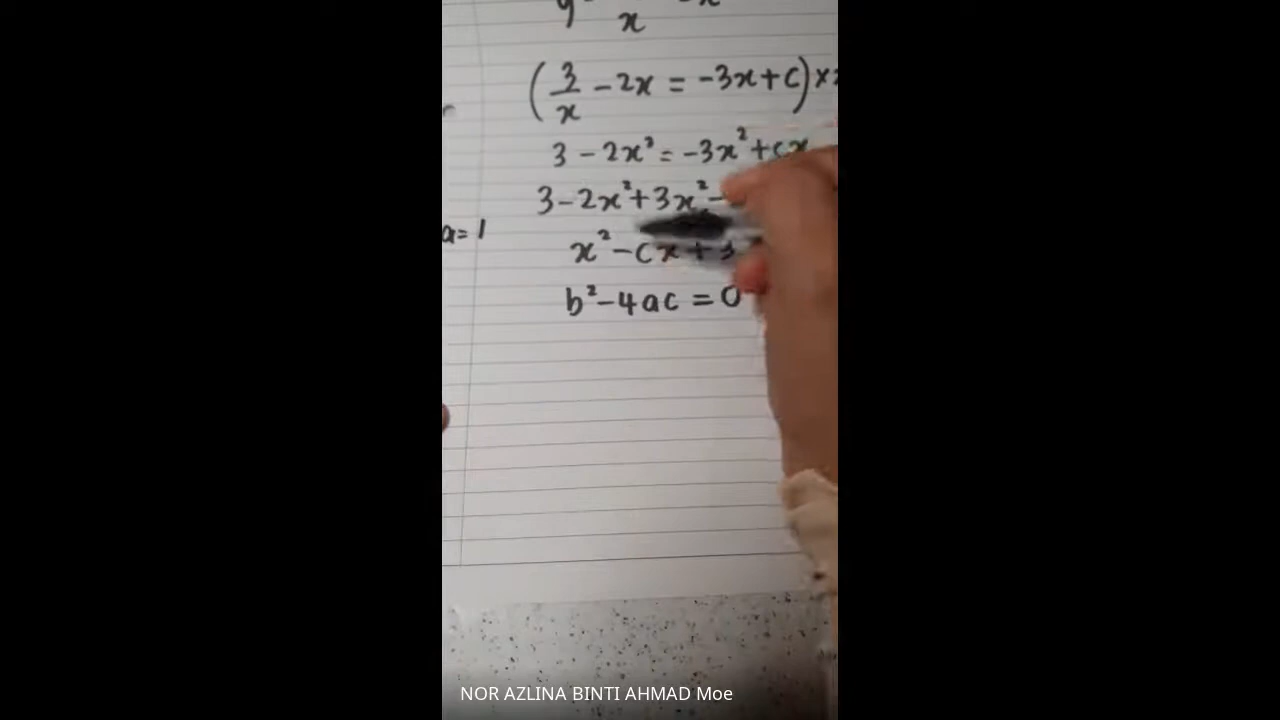 (3/x - 2x = -3x + c) ×
3 - 2x² = -3x² + cx
3 - 2x² + 3x² -
a = 1
x² - cx + 3
b² - 4ac = 0
NOR AZLINA BINTI AHMAD Moe